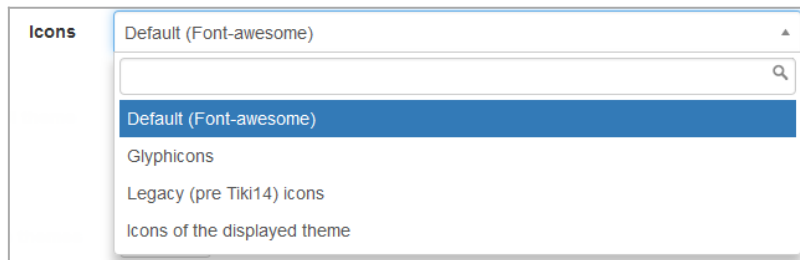 Icons
Default (Font-awesome)
Default (Font-awesome)
Glyphicons
Legacy (pre Tiki14) icons
Icons of the displayed theme